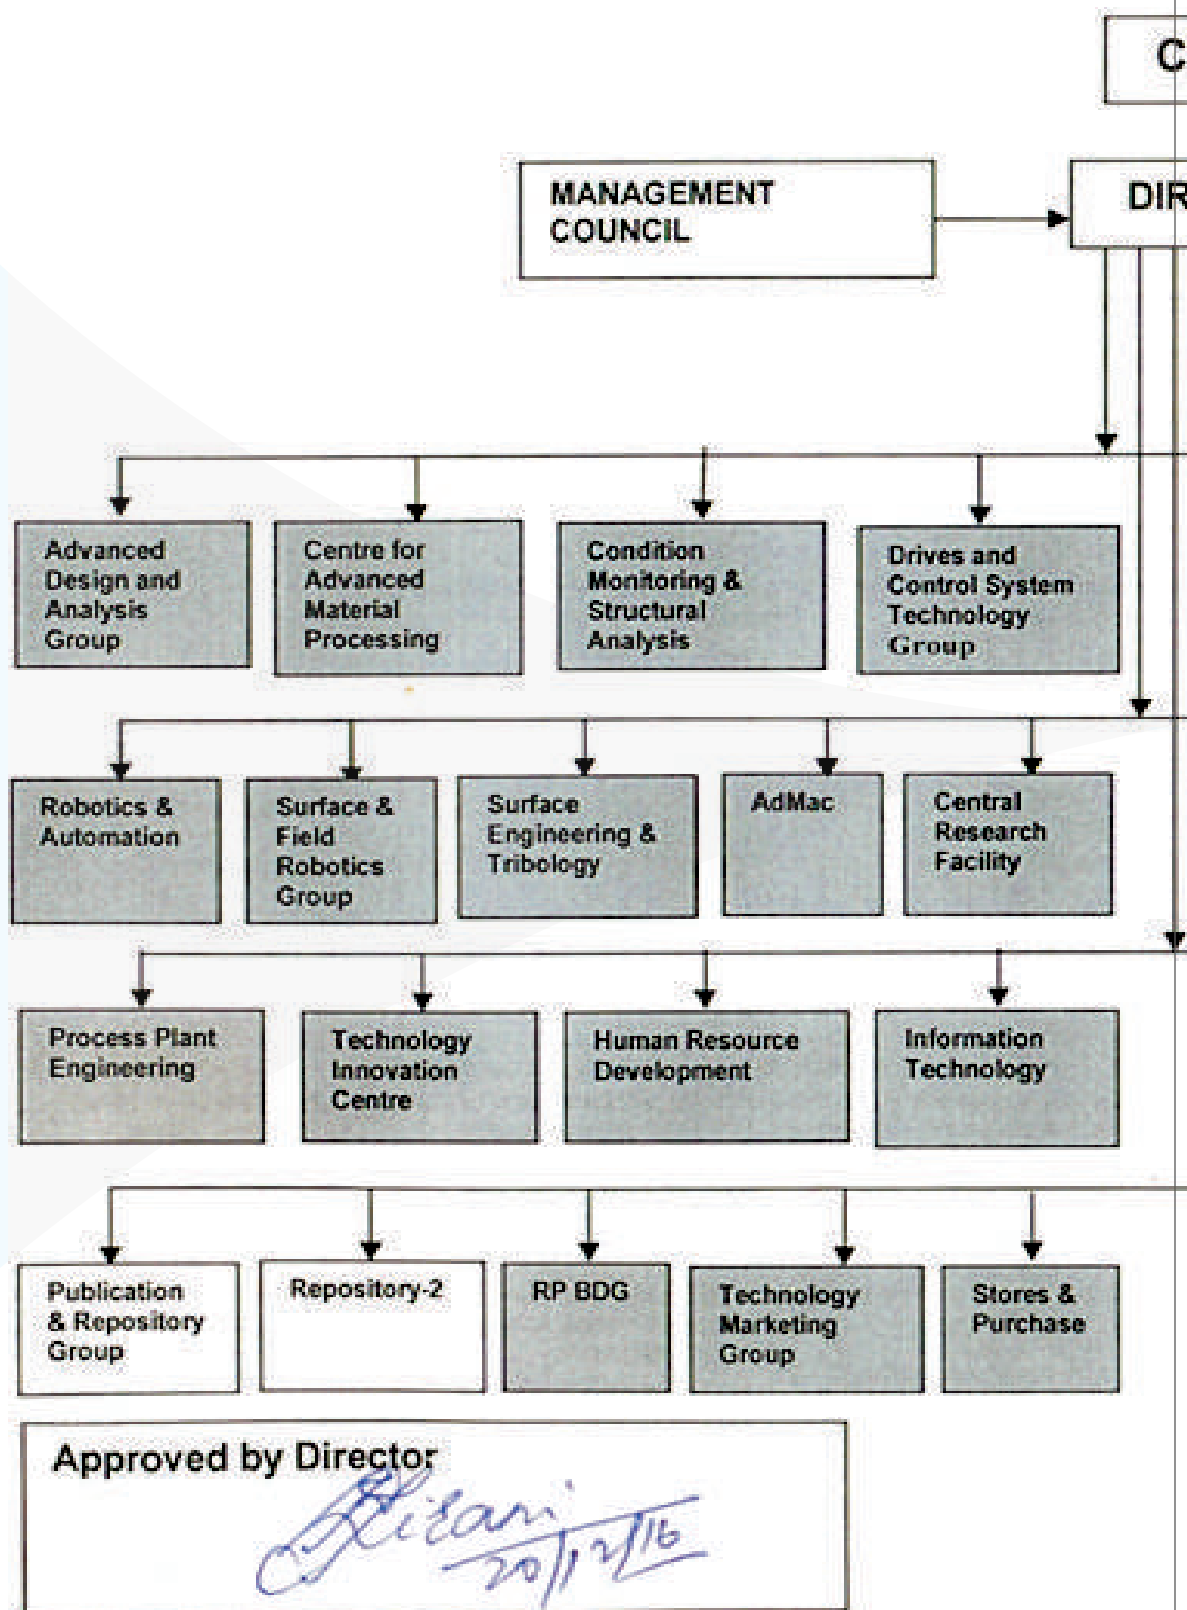 C
MANAGEMENT
COUNCIL
DIR
Advanced
Design and
Analysis
Group
Centre for
Advanced
Material
Processing
Condition
Monitoring &
Structural
Analysis
Drives and
Control System
Technology
Group
Robotics &
Automation
Surface &
Field
Robotics
Group
Surface
Engineering &
Tribology
AdMac
Central
Research
Facility
Process Plant
Engineering
Technology
Innovation
Centre
Human Resource
Development
Information
Technology
Publication
& Repository
Group
Repository-2
RP BDG
Technology
Marketing
Group
Stores &
Purchase
Approved by Director
20/12/16